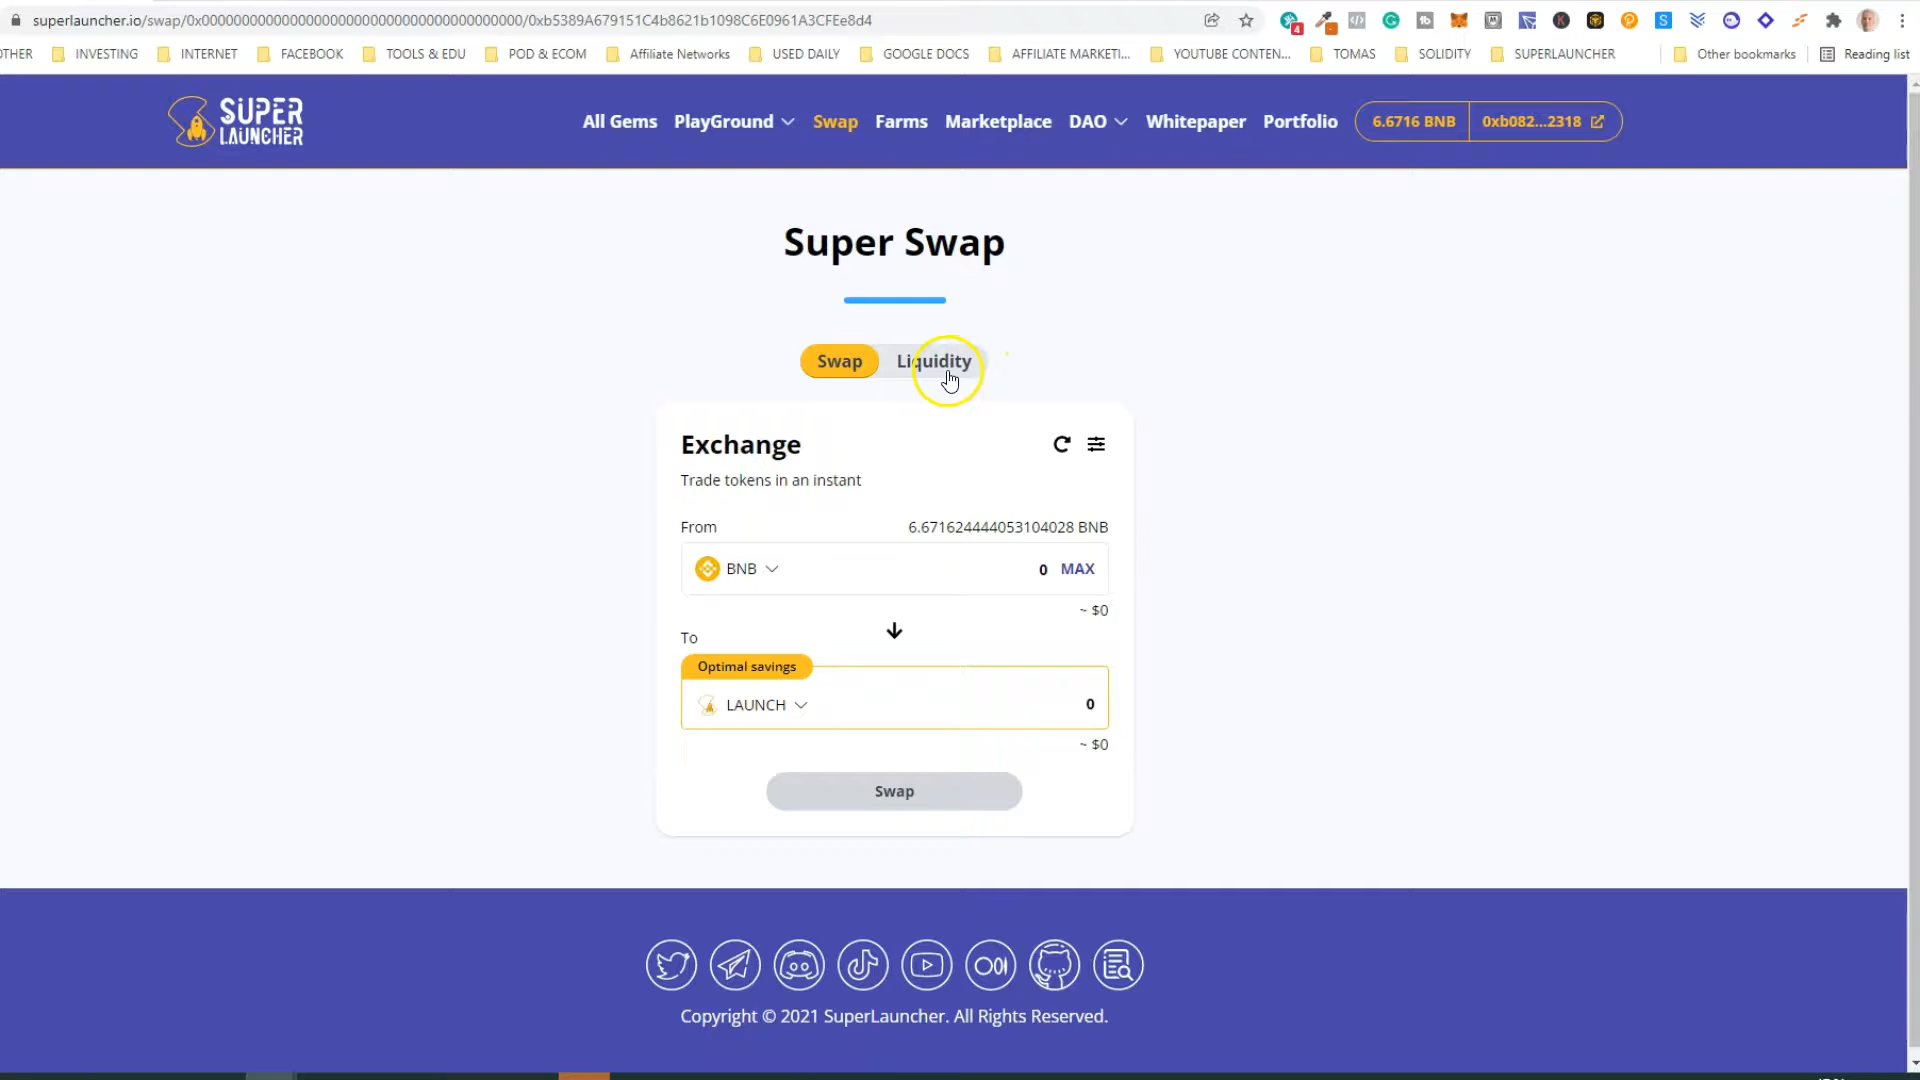 superlauncher.io/swap/0x0000000000000000000000000000000000000000/0xb5389A679151C4b8621b1098C6E0961A3CFEe8d4
4
THER INVESTING INTERNET FACEBOOK TOOLS & EDU POD & ECOM Affiliate Networks USED DAILY GOOGLE DOCS AFFILIATE MARKETI... YOUTUBE CONTEN... TOMAS SOLIDITY SUPERLAUNCHER Other bookmarks Reading list
SUPER
LAUNCHER
All Gems PlayGround Swap Farms Marketplace DAO Whitepaper Portfolio 6.6716 BNB 0xb082...2318
Super Swap
Swap Liquidity
Exchange
Trade tokens in an instant
From 6.671624444053104028 BNB
BNB 0 MAX
~ $0
To
Optimal savings
LAUNCH 0
~ $0
Swap
Copyright © 2021 SuperLauncher. All Rights Reserved.